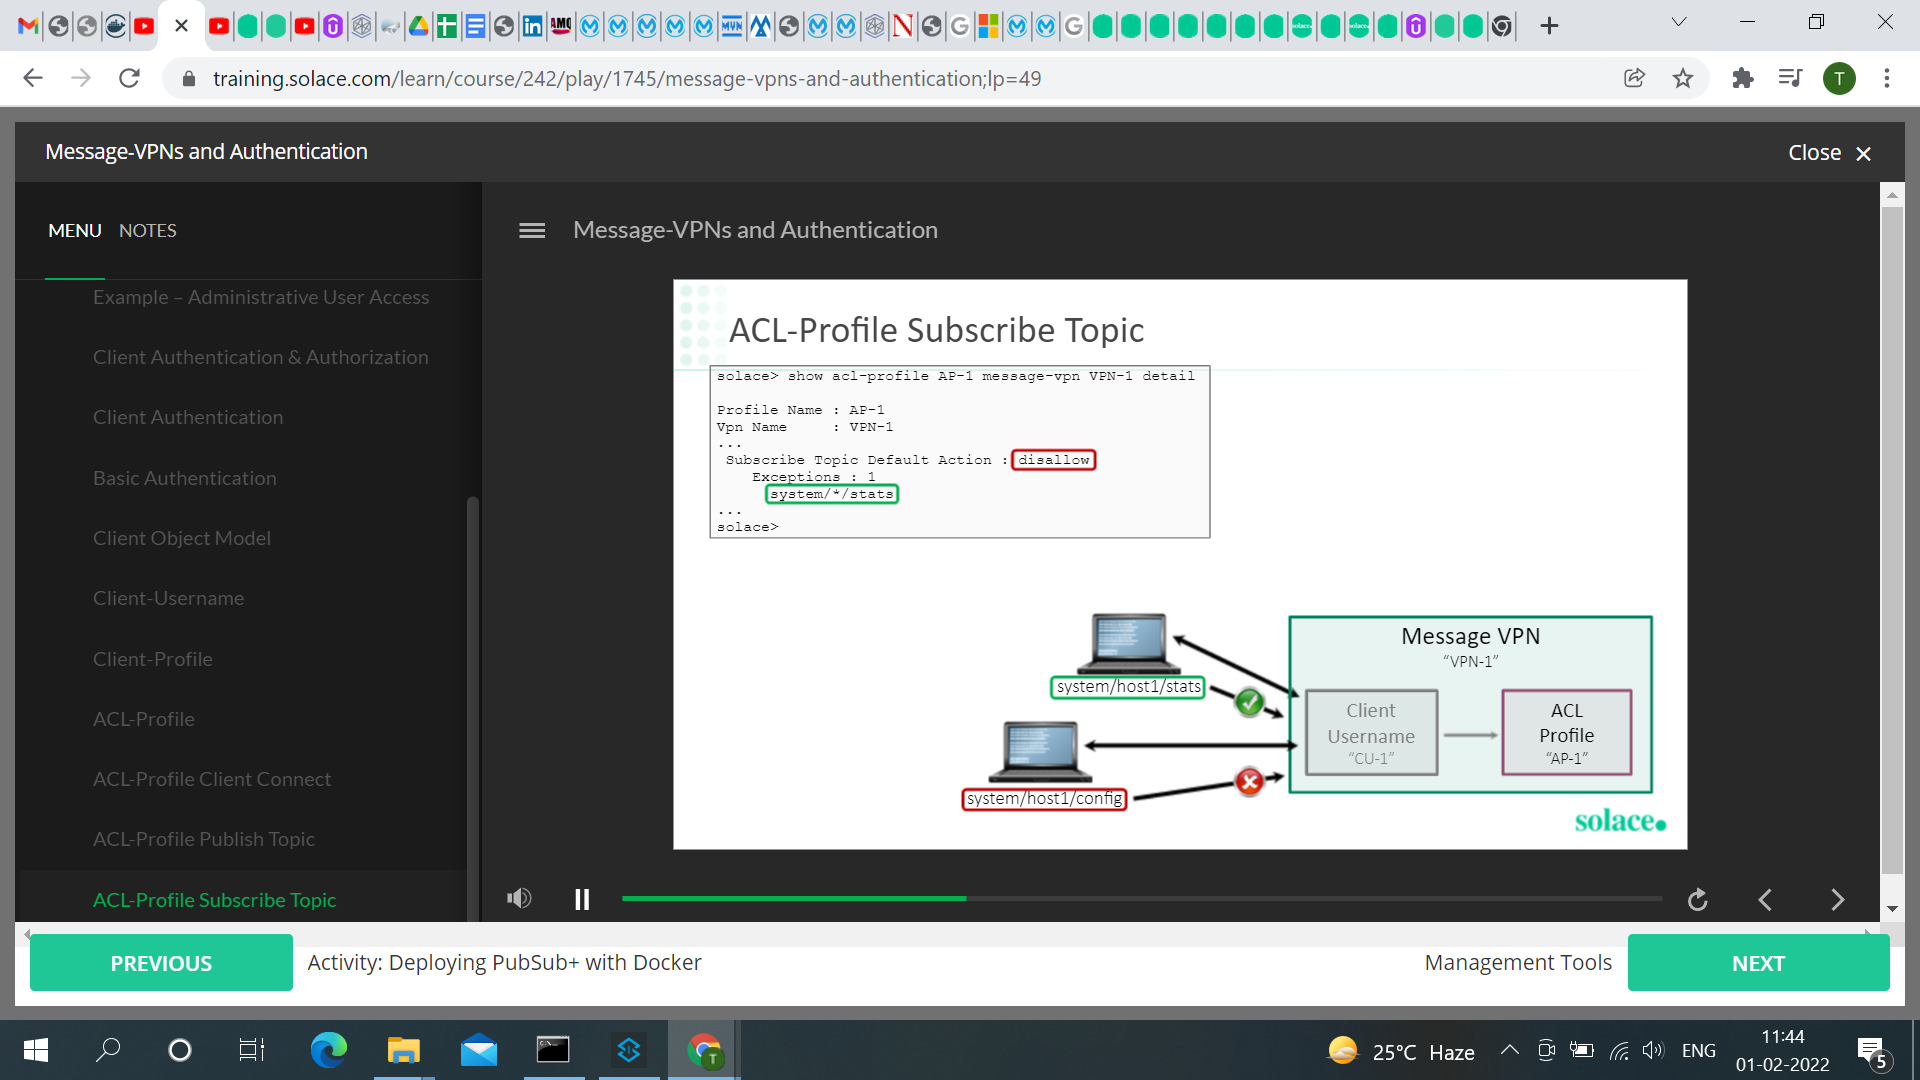 training.solace.com/learn/course/242/play/1745/message-vpns-and-authentication;lp=49
T
Message-VPNs and Authentication
Close
MENU NOTES
Message-VPNs and Authentication
Example – Administrative User Access
Client Authentication & Authorization
Client Authentication
Basic Authentication
Client Object Model
Client-Username
Client-Profile
ACL-Profile
ACL-Profile Client Connect
ACL-Profile Publish Topic
ACL-Profile Subscribe Topic
ACL-Profile Subscribe Topic
solace> show acl-profile AP-1 message-vpn VPN-1 detail
Profile Name : AP-1
Vpn Name : VPN-1
...
Subscribe Topic Default Action : disallow
Exceptions : 1
system/*/stats
...
solace>
system/host1/stats
system/host1/config
Message VPN
“VPN-1”
Client
Username
“CU-1”
ACL
Profile
“AP-1”
solace.
PREVIOUS
Activity: Deploying PubSub+ with Docker
Management Tools
NEXT
25°C Haze
ENG
11:44
01-02-2022
5